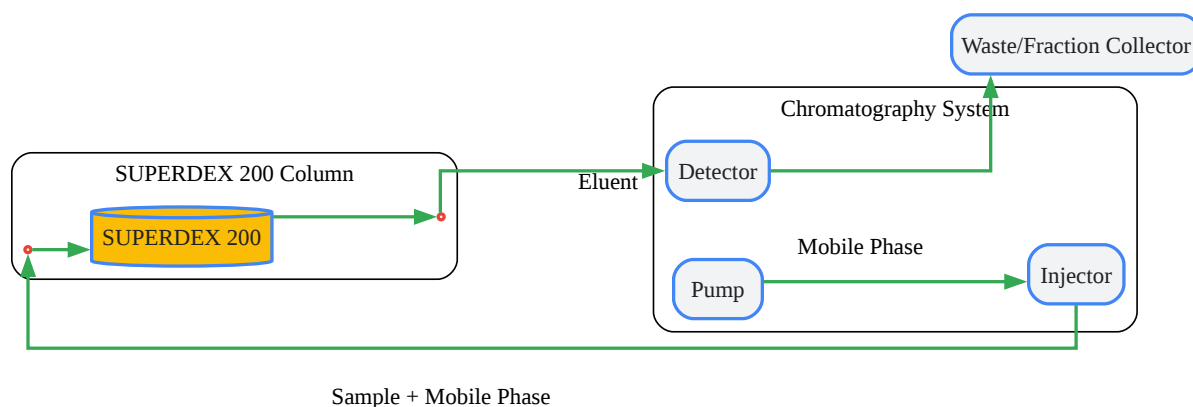 Waste/Fraction Collector
Chromatography System
SUPERDEX 200 Column
Detector
Eluent
SUPERDEX 200
Mobile Phase
Injector
Pump
Sample + Mobile Phase